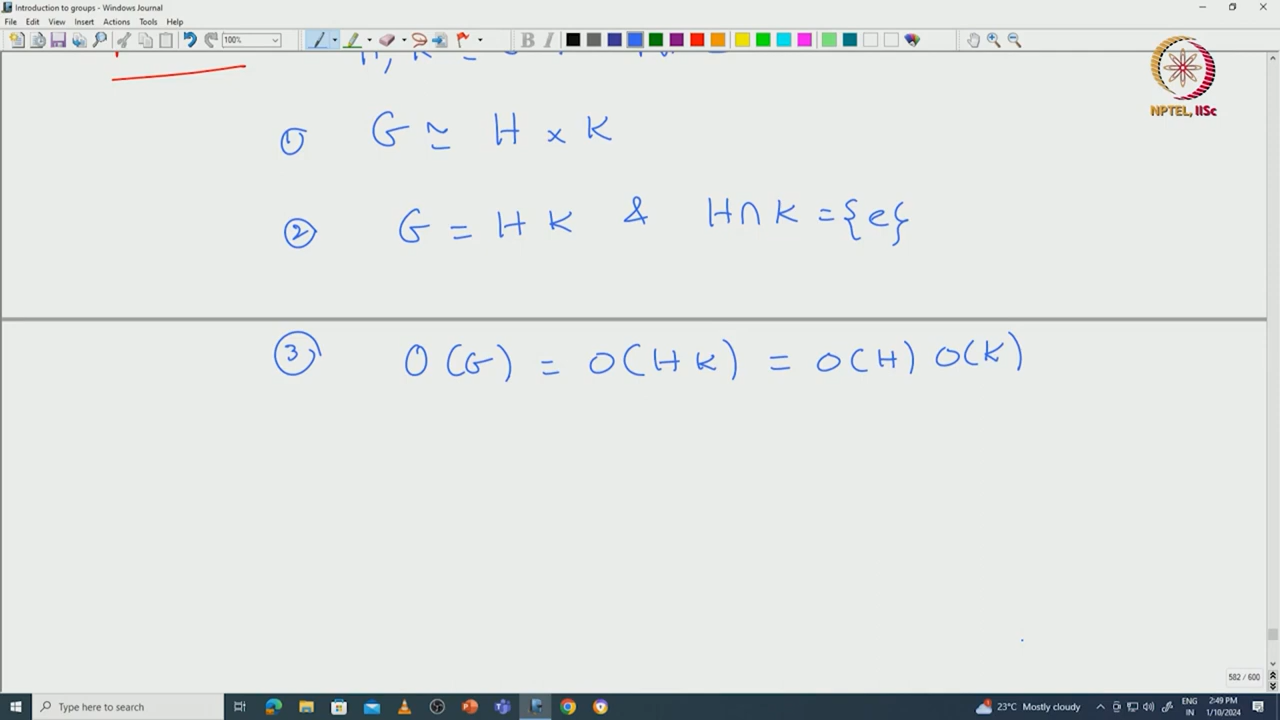 Introduction to groups - Windows Journal
File Edit View Insert Actions Tools Help
100%
B I
NPTEL, IISc
① G ≃ H × K
② G = H K & H ∩ K = {e}
③ O(G) = O(HK) = O(H) O(K)
582 / 600
Type here to search
23°C Mostly cloudy
ENG
IN
2:49 PM
1/10/2024